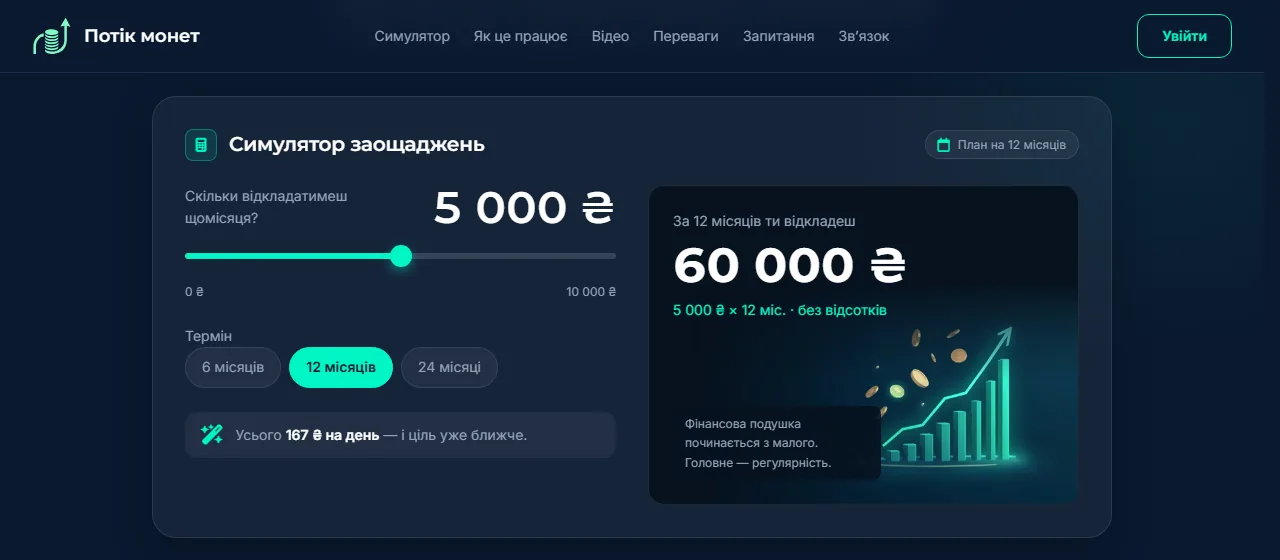 Потік монет
Симулятор
Як це працює
Відео
Переваги
Запитання
Зв’язок
Увійти
Симулятор заощаджень
План на 12 місяців
Скільки відкладатимеш
щомісяця?
5 000 ₴
0 ₴
10 000 ₴
Термін
6 місяців
12 місяців
24 місяці
Усього 167 ₴ на день — і ціль уже ближче.
За 12 місяців ти відкладеш
60 000 ₴
5 000 ₴ × 12 міс. · без відсотків
Фінансова подушка
починається з малого.
Головне — регулярність.